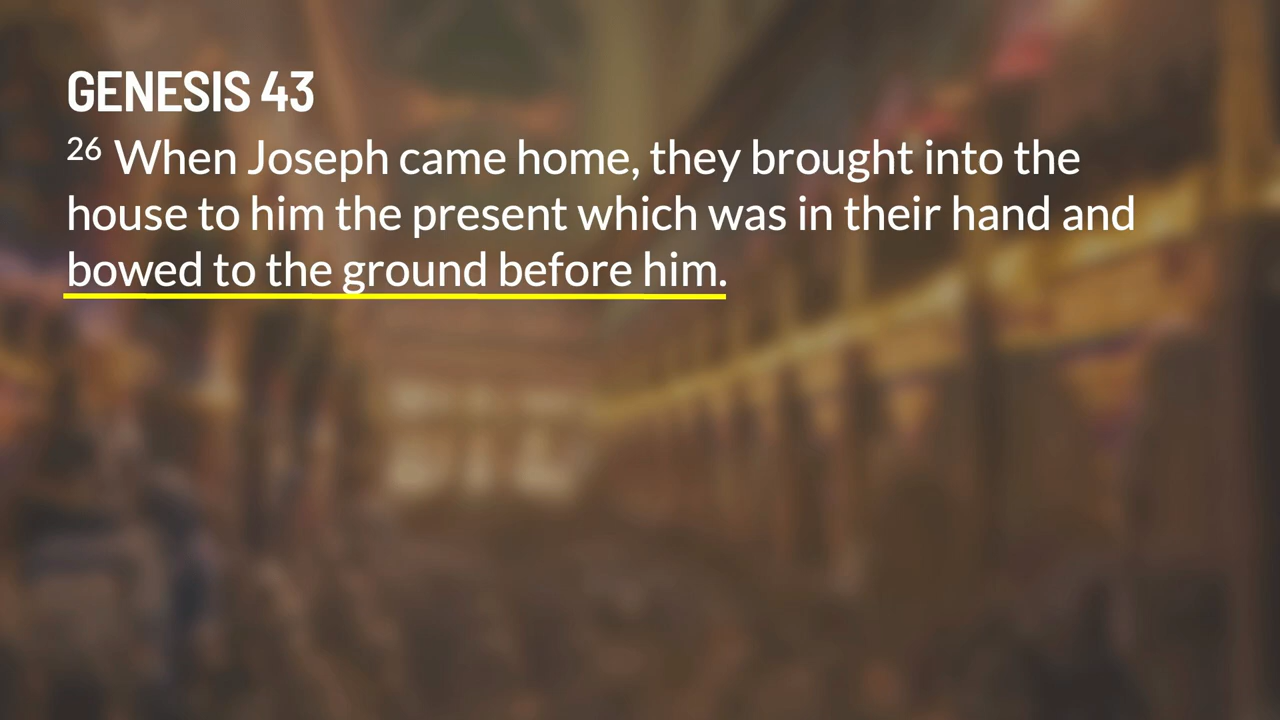 GENESIS 43
26 When Joseph came home, they brought into the
house to him the present which was in their hand and
bowed to the ground before him.